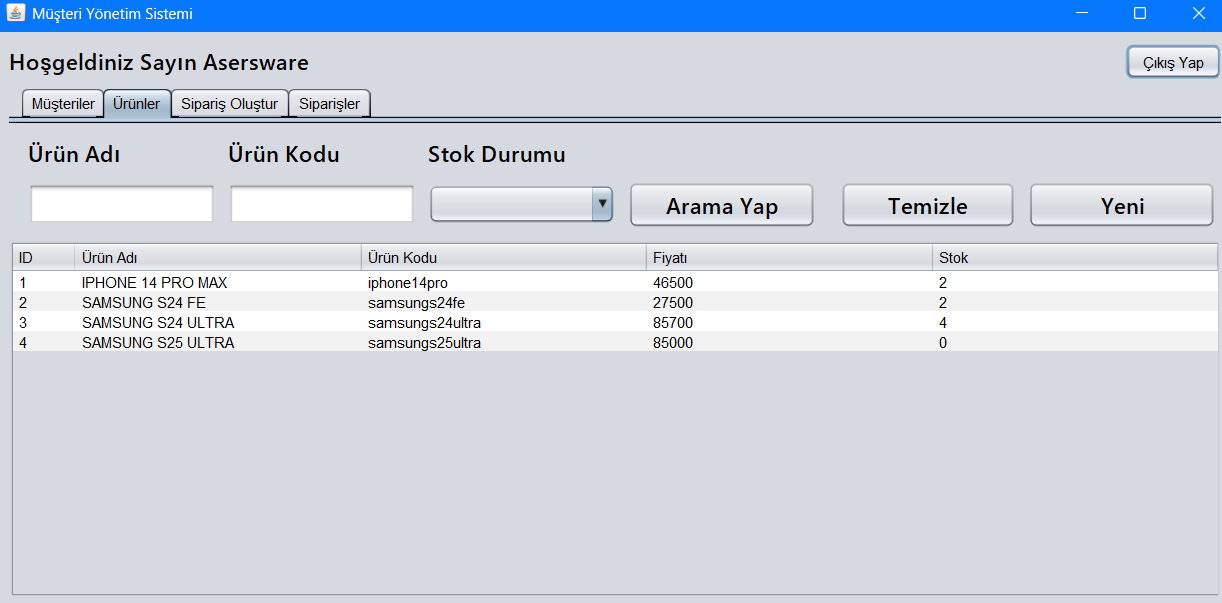 Müşteri Yönetim Sistemi
Hoşgeldiniz Sayın Asersware
Çıkış Yap
Müşteriler Ürünler Sipariş Oluştur Siparişler
Ürün Adı Ürün Kodu Stok Durumu
Arama Yap Temizle Yeni
ID Ürün Adı Ürün Kodu Fiyatı Stok
1 IPHONE 14 PRO MAX iphone14pro 46500 2
2 SAMSUNG S24 FE samsungs24fe 27500 2
3 SAMSUNG S24 ULTRA samsungs24ultra 85700 4
4 SAMSUNG S25 ULTRA samsungs25ultra 85000 0